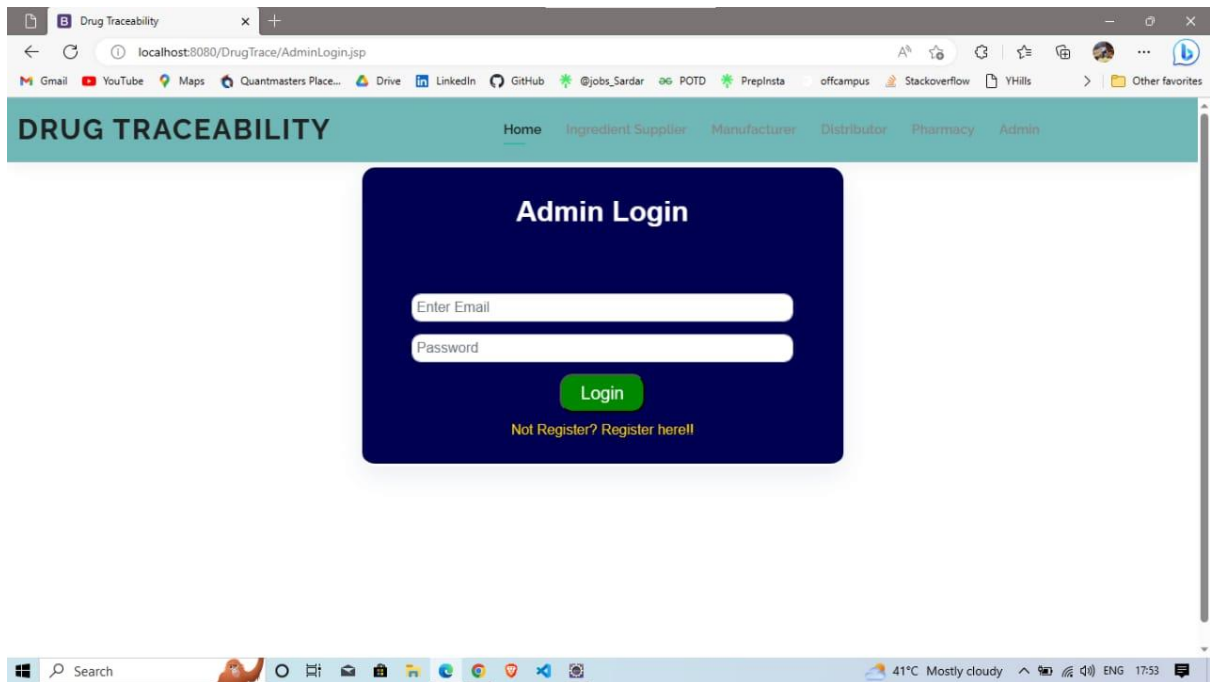 Drug Traceability
localhost:8080/DrugTrace/AdminLogin.jsp
Gmail YouTube Maps Quantmasters Place... Drive LinkedIn GitHub @jobs_Sardar POTD PrepInsta offcampus Stackoverflow YHills Other favorites
DRUG TRACEABILITY Home Ingredient Supplier Manufacturer Distributor Pharmacy Admin
Admin Login
Enter Email
Password
Login
Not Register? Register here!!
Search 41°C Mostly cloudy ENG 17:53